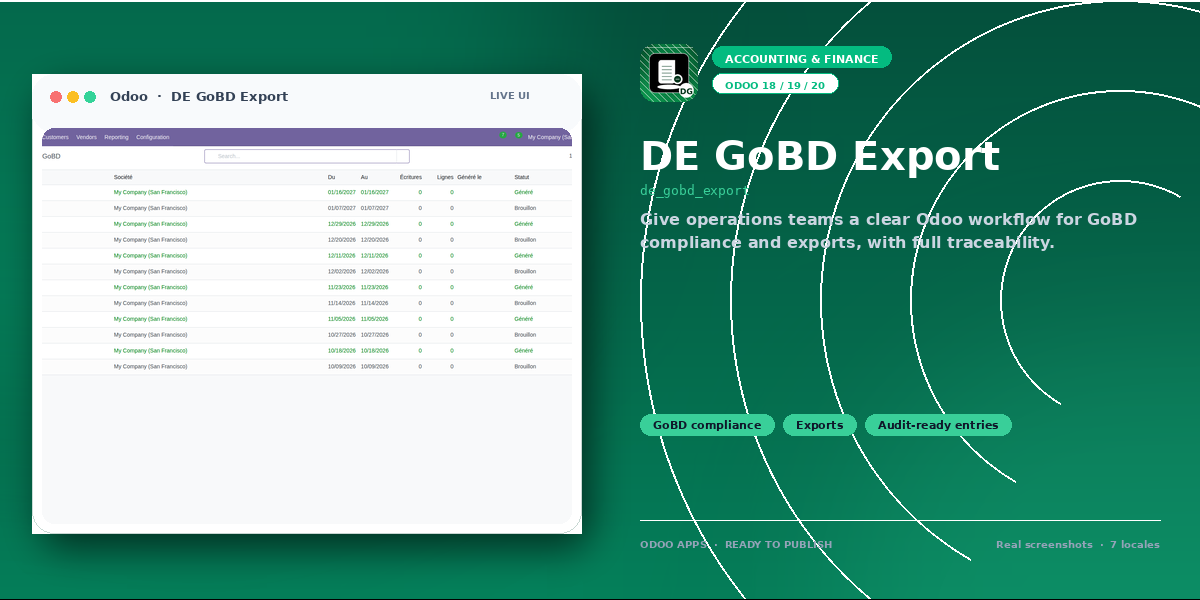 Odoo · DE GoBD Export
LIVE UI
Customers Vendors Reporting Configuration
My Company (Sa
GoBD
Search...
1
Société Du Au Écritures Lignes Généré le Statut
My Company (San Francisco) 01/16/2027 01/16/2027 0 0 Généré
My Company (San Francisco) 01/07/2027 01/07/2027 0 0 Brouillon
My Company (San Francisco) 12/29/2026 12/29/2026 0 0 Généré
My Company (San Francisco) 12/20/2026 12/20/2026 0 0 Brouillon
My Company (San Francisco) 12/11/2026 12/11/2026 0 0 Généré
My Company (San Francisco) 12/02/2026 12/02/2026 0 0 Brouillon
My Company (San Francisco) 11/23/2026 11/23/2026 0 0 Généré
My Company (San Francisco) 11/14/2026 11/14/2026 0 0 Brouillon
My Company (San Francisco) 11/05/2026 11/05/2026 0 0 Généré
My Company (San Francisco) 10/27/2026 10/27/2026 0 0 Brouillon
My Company (San Francisco) 10/18/2026 10/18/2026 0 0 Généré
My Company (San Francisco) 10/09/2026 10/09/2026 0 0 Brouillon
DG
ACCOUNTING & FINANCE
ODOO 18 / 19 / 20
DE GoBD Export
de_gobd_export
Give operations teams a clear Odoo workflow for GoBD
compliance and exports, with full traceability.
GoBD compliance
Exports
Audit-ready entries
ODOO APPS · READY TO PUBLISH
Real screenshots · 7 locales